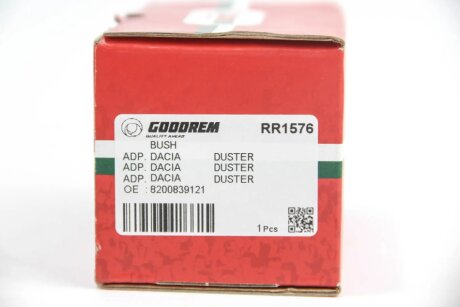 GOODREM RR1576
QUALITY AHEAD
BUSH
ADP. DACIA DUSTER
ADP. DACIA DUSTER
ADP. DACIA DUSTER
OE : 8200839121
1 Pcs